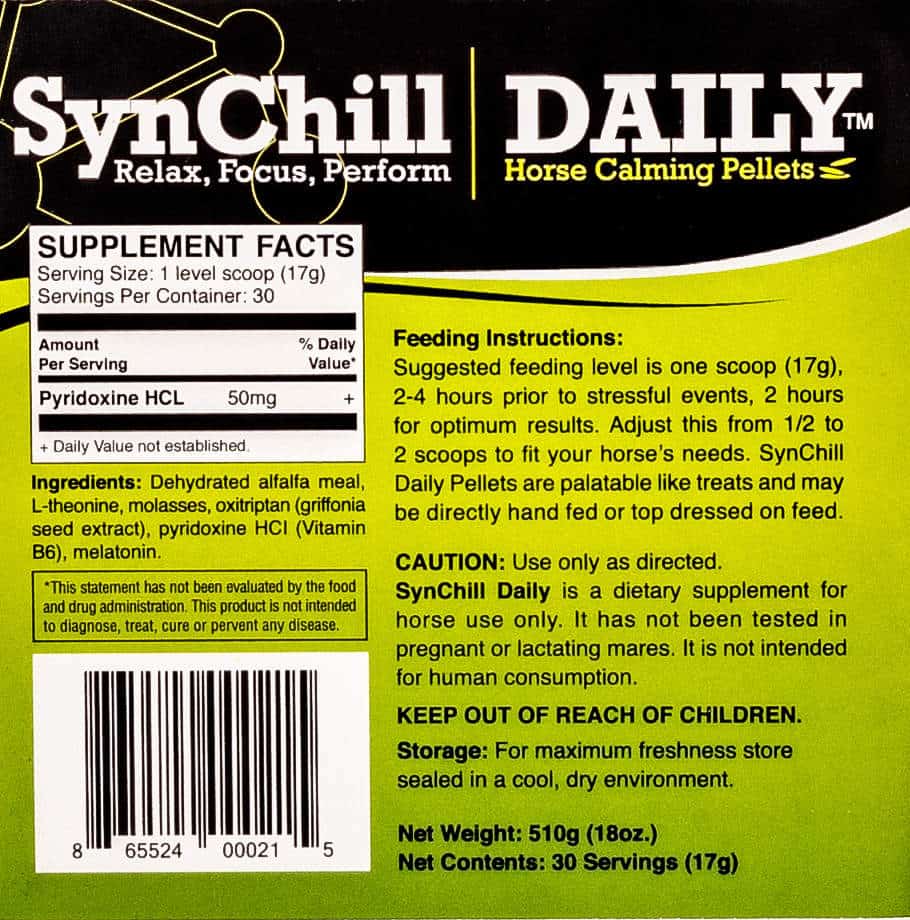 SynChill
Relax, Focus, Perform
DAILY™
Horse Calming Pellets
SUPPLEMENT FACTS
Serving Size: 1 level scoop (17g)
Servings Per Container: 30
Amount % Daily
Per Serving Value*
Pyridoxine HCL 50mg +
+ Daily Value not established.
Ingredients: Dehydrated alfalfa meal,
L-theonine, molasses, oxitriptan (griffonia
seed extract), pyridoxine HCl (Vitamin
B6), melatonin.
*This statement has not been evaluated by the food
and drug administration. This product is not intended
to diagnose, treat, cure or pervent any disease.
8 65524 00021 5
Feeding Instructions:
Suggested feeding level is one scoop (17g),
2-4 hours prior to stressful events, 2 hours
for optimum results. Adjust this from 1/2 to
2 scoops to fit your horse's needs. SynChill
Daily Pellets are palatable like treats and may
be directly hand fed or top dressed on feed.
CAUTION: Use only as directed.
SynChill Daily is a dietary supplement for
horse use only. It has not been tested in
pregnant or lactating mares. It is not intended
for human consumption.
KEEP OUT OF REACH OF CHILDREN.
Storage: For maximum freshness store
sealed in a cool, dry environment.
Net Weight: 510g (18oz.)
Net Contents: 30 Servings (17g)